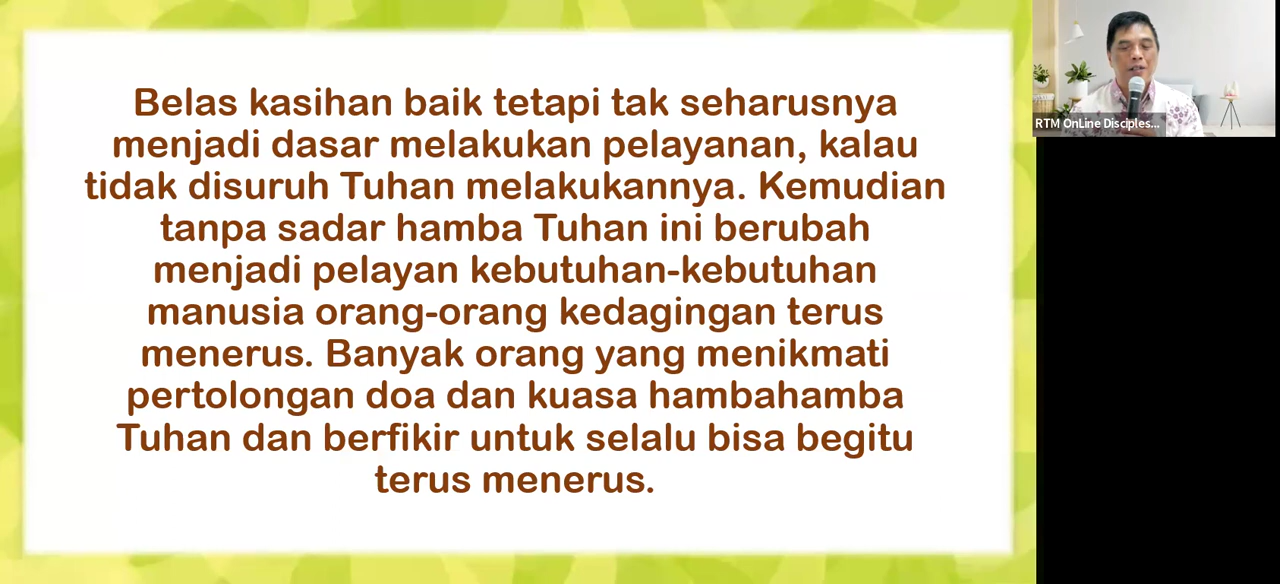 Belas kasihan baik tetapi tak seharusnya
menjadi dasar melakukan pelayanan, kalau
tidak disuruh Tuhan melakukannya. Kemudian
tanpa sadar hamba Tuhan ini berubah
menjadi pelayan kebutuhan-kebutuhan
manusia orang-orang kedagingan terus
menerus. Banyak orang yang menikmati
pertolongan doa dan kuasa hambahamba
Tuhan dan berfikir untuk selalu bisa begitu
terus menerus.
RTM OnLine Disciples...